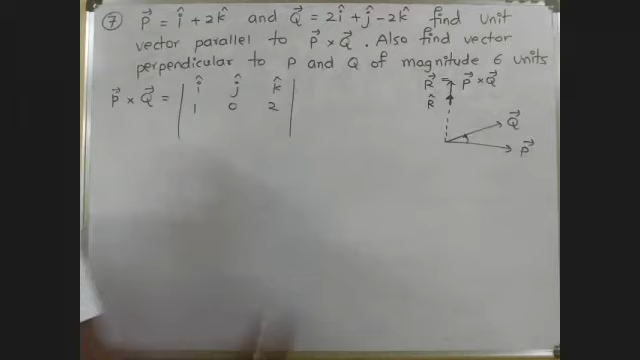 ⑦ P⃗ = î + 2k̂ and Q⃗ = 2î + ĵ - 2k̂ find unit
vector parallel to P⃗ × Q⃗. Also find vector
perpendicular to P and Q of magnitude 6 units
P⃗ × Q⃗ = | î ĵ k̂ |
1 0 2
R⃗ = P⃗ × Q⃗
R̂
Q⃗
P⃗